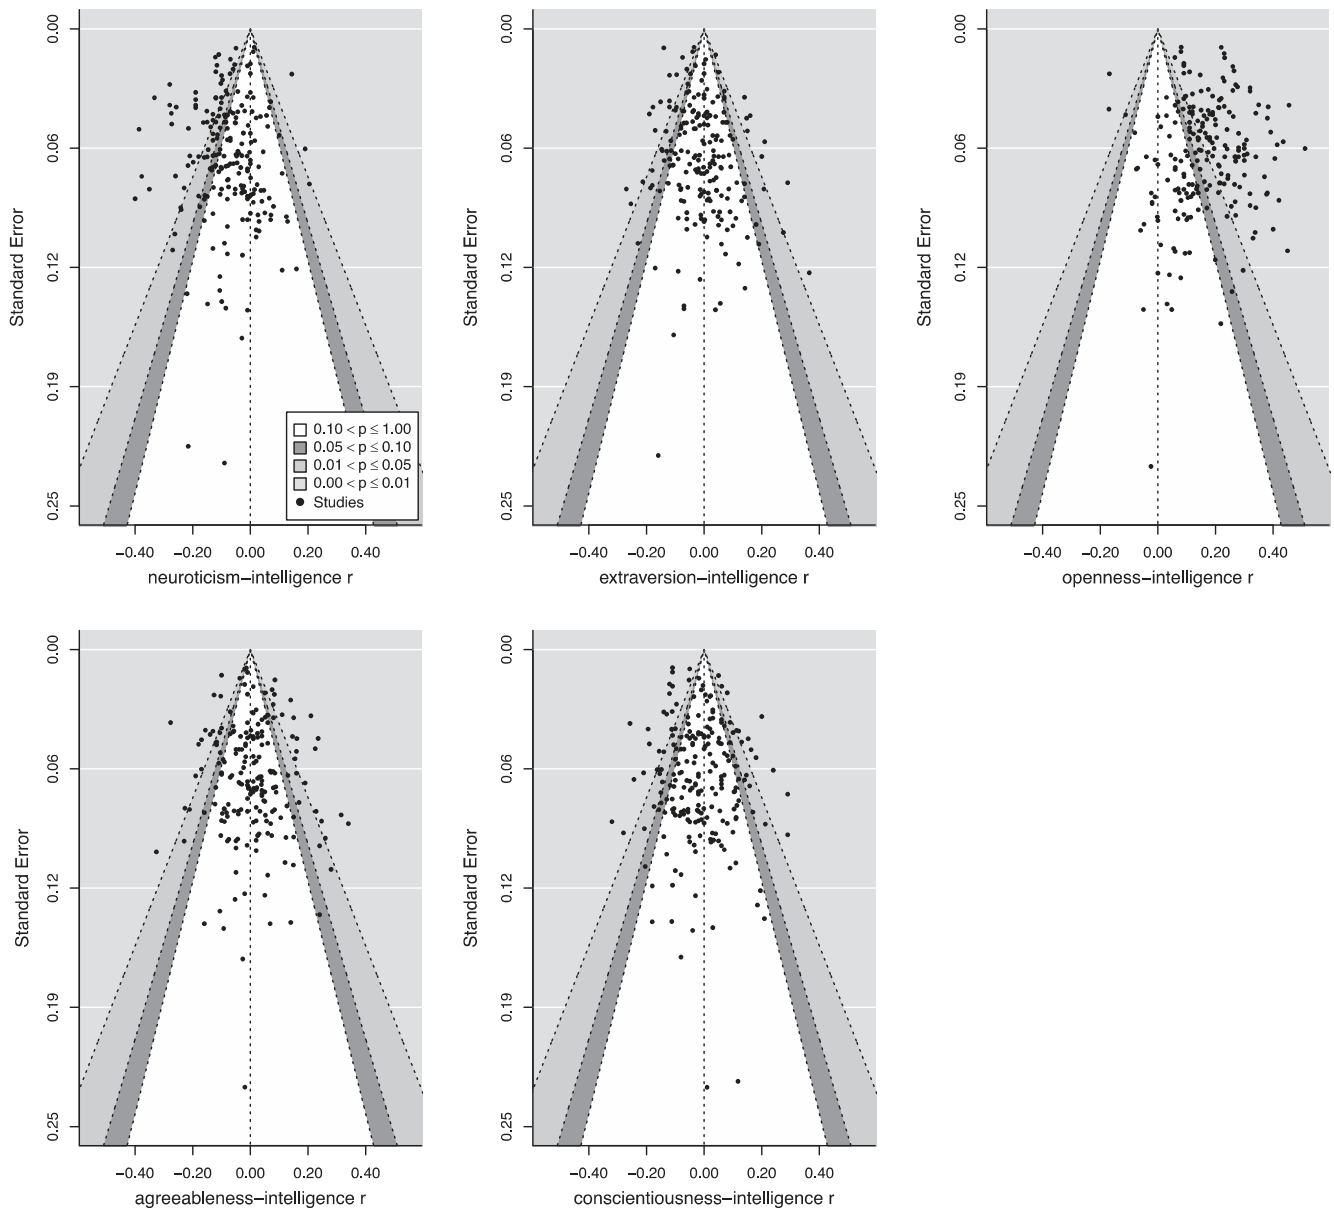 0.00
0.06
0.12
0.19
0.25
Standard Error
−0.40 −0.20 0.00 0.20 0.40
neuroticism−intelligence r
0.10 < p ≤ 1.00
0.05 < p ≤ 0.10
0.01 < p ≤ 0.05
0.00 < p ≤ 0.01
Studies
0.00
0.06
0.12
0.19
0.25
Standard Error
−0.40 −0.20 0.00 0.20 0.40
extraversion−intelligence r
0.00
0.06
0.12
0.19
0.25
Standard Error
−0.40 −0.20 0.00 0.20 0.40
openness−intelligence r
0.00
0.06
0.12
0.19
0.25
Standard Error
−0.40 −0.20 0.00 0.20 0.40
agreeableness−intelligence r
0.00
0.06
0.12
0.19
0.25
Standard Error
−0.40 −0.20 0.00 0.20 0.40
conscientiousness−intelligence r